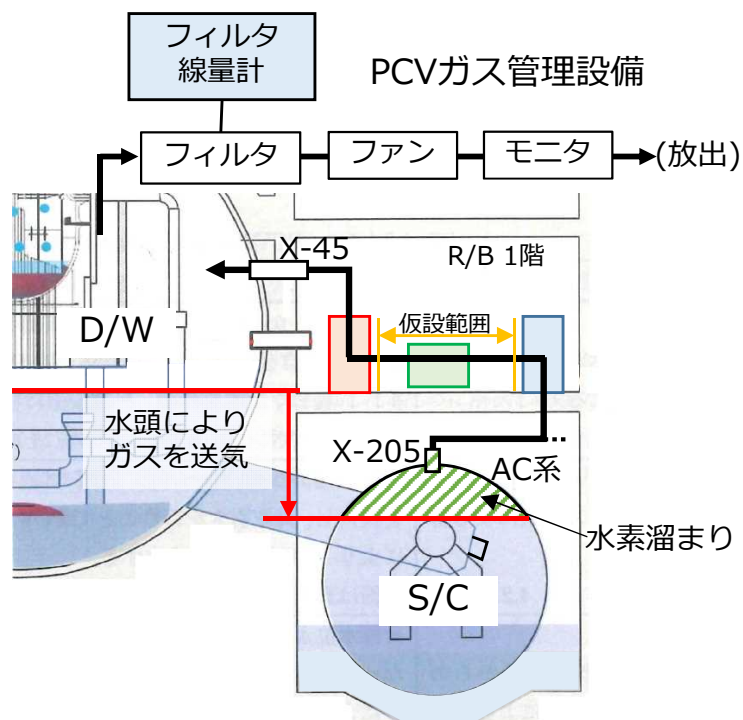 フィルタ
線量計
PCVガス管理設備
フィルタ
ファン
モニタ
(放出)
X-45
R/B 1階
D/W
仮設範囲
水頭により
ガスを送気
X-205
AC系
水素溜まり
S/C